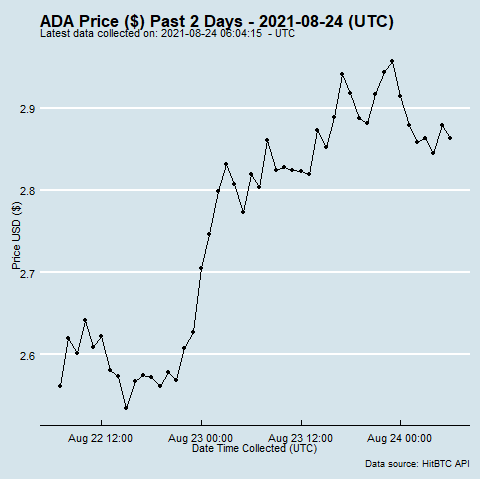 ADA Price ($) Past 2 Days - 2021-08-24 (UTC)
Latest data collected on: 2021-08-24 06:04:15  - UTC
2.9
2.8
2.7
2.6
Price USD ($)
Aug 22 12:00 Aug 23 00:00 Aug 23 12:00 Aug 24 00:00
Date Time Collected (UTC)
Data source: HitBTC API